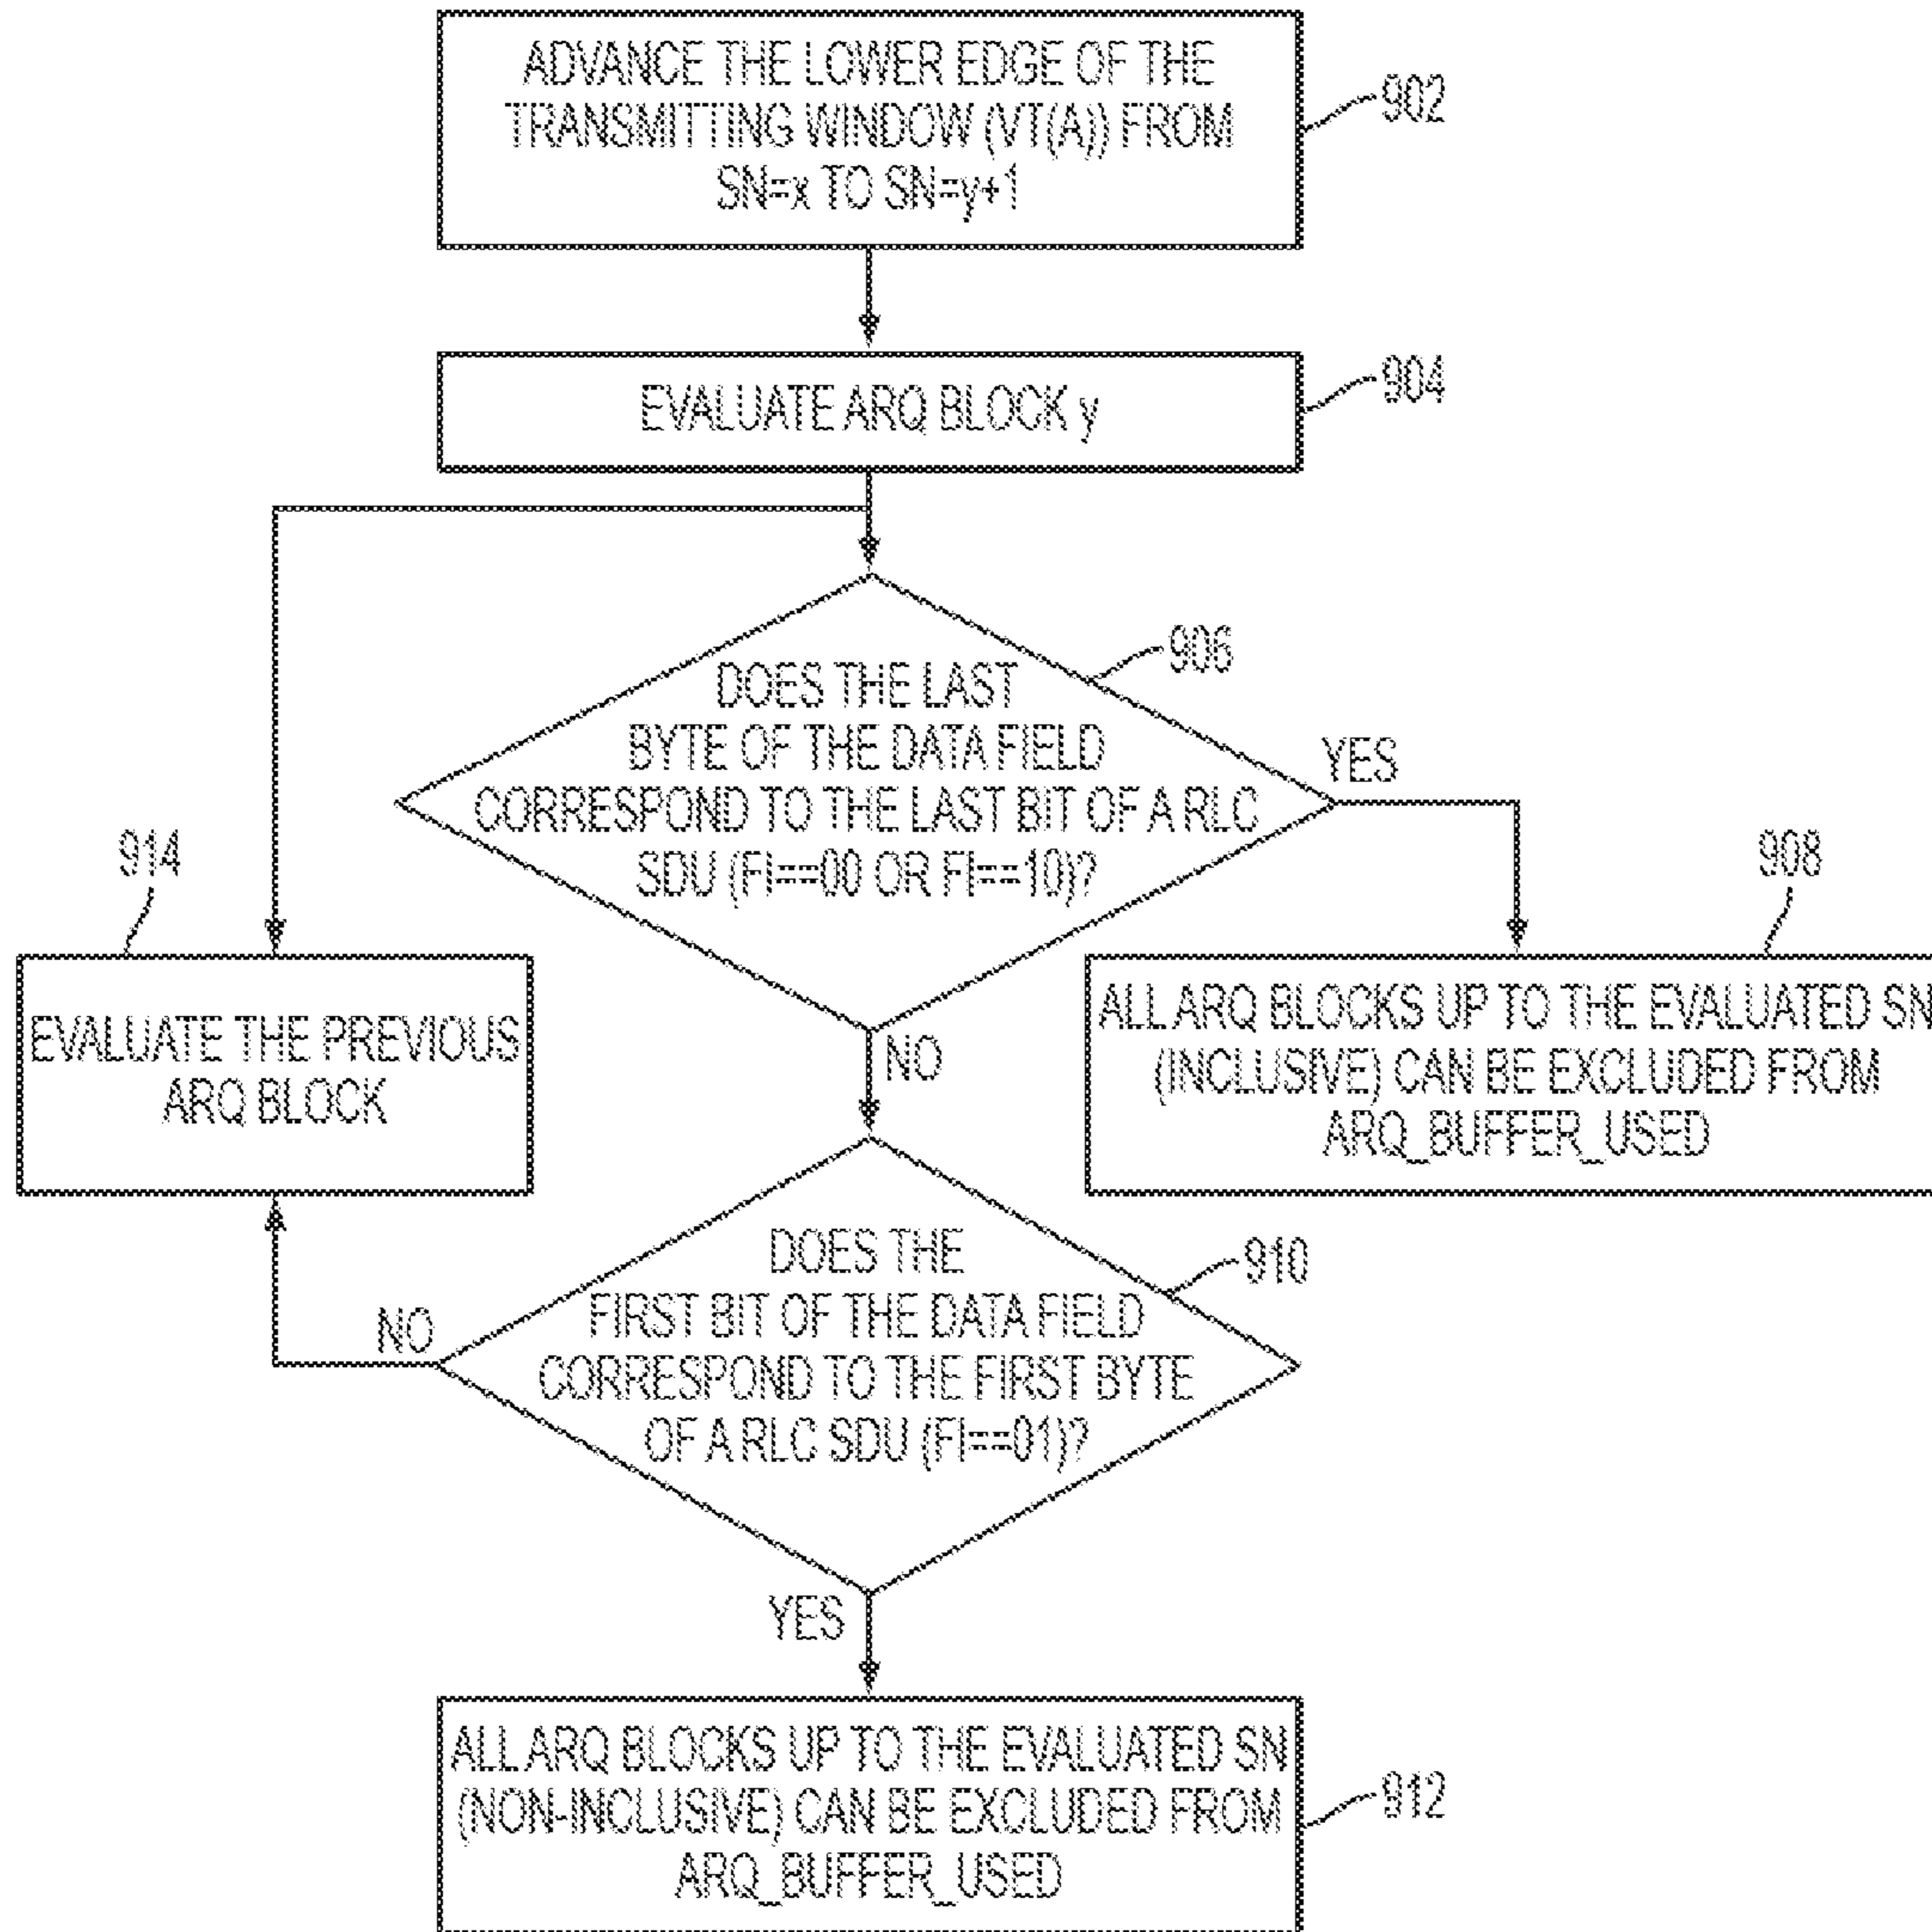 ADVANCE THE LOWER EDGE OF THE
TRANSMITTING WINDOW (VT(A)) FROM
SN=x TO SN=y+1
902
EVALUATE ARQ BLOCK y
904
DOES THE LAST
BYTE OF THE DATA FIELD
CORRESPOND TO THE LAST BIT OF A RLC
SDU (FI==00 OR FI==10)?
906
YES
NO
914
EVALUATE THE PREVIOUS
ARQ BLOCK
908
ALL ARQ BLOCKS UP TO THE EVALUATED SN
(INCLUSIVE) CAN BE EXCLUDED FROM
ARQ_BUFFER_USED
DOES THE
FIRST BIT OF THE DATA FIELD
CORRESPOND TO THE FIRST BYTE
OF A RLC SDU (FI==01)?
910
NO
YES
ALL ARQ BLOCKS UP TO THE EVALUATED SN
(NON-INCLUSIVE) CAN BE EXCLUDED FROM
ARQ_BUFFER_USED
912